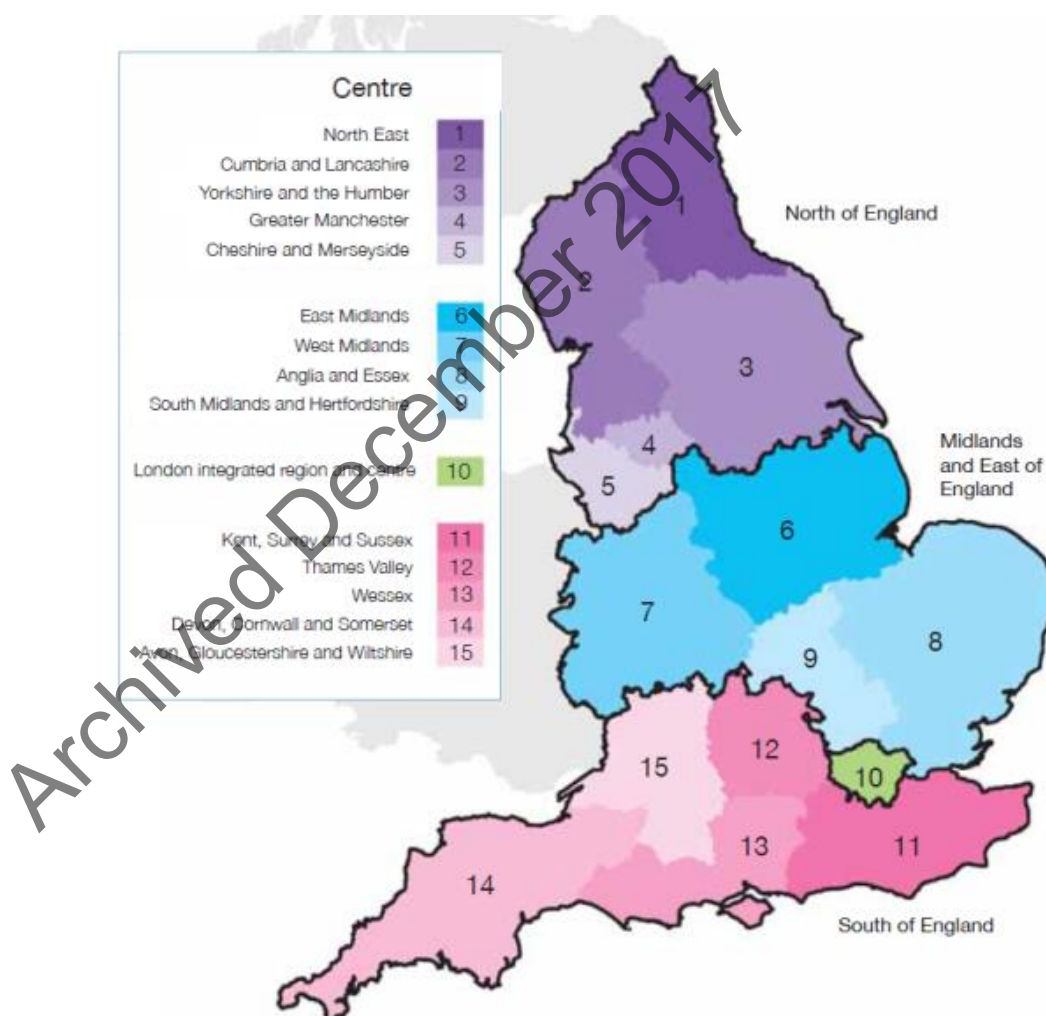 Centre
North East 1
Cumbria and Lancashire 2
Yorkshire and the Humber 3
Greater Manchester 4
Cheshire and Merseyside 5
East Midlands 6
West Midlands 7
Anglia and Essex 8
South Midlands and Hertfordshire 9
London integrated region and centre 10
Kent, Surrey and Sussex 11
Thames Valley 12
Wessex 13
Devon, Cornwall and Somerset 14
Avon, Gloucestershire and Wiltshire 15
1
North of England
2
3
4
5
Midlands
and East of
England
6
7
8
9
10
12
15
13
11
14
South of England
Archived December 2017